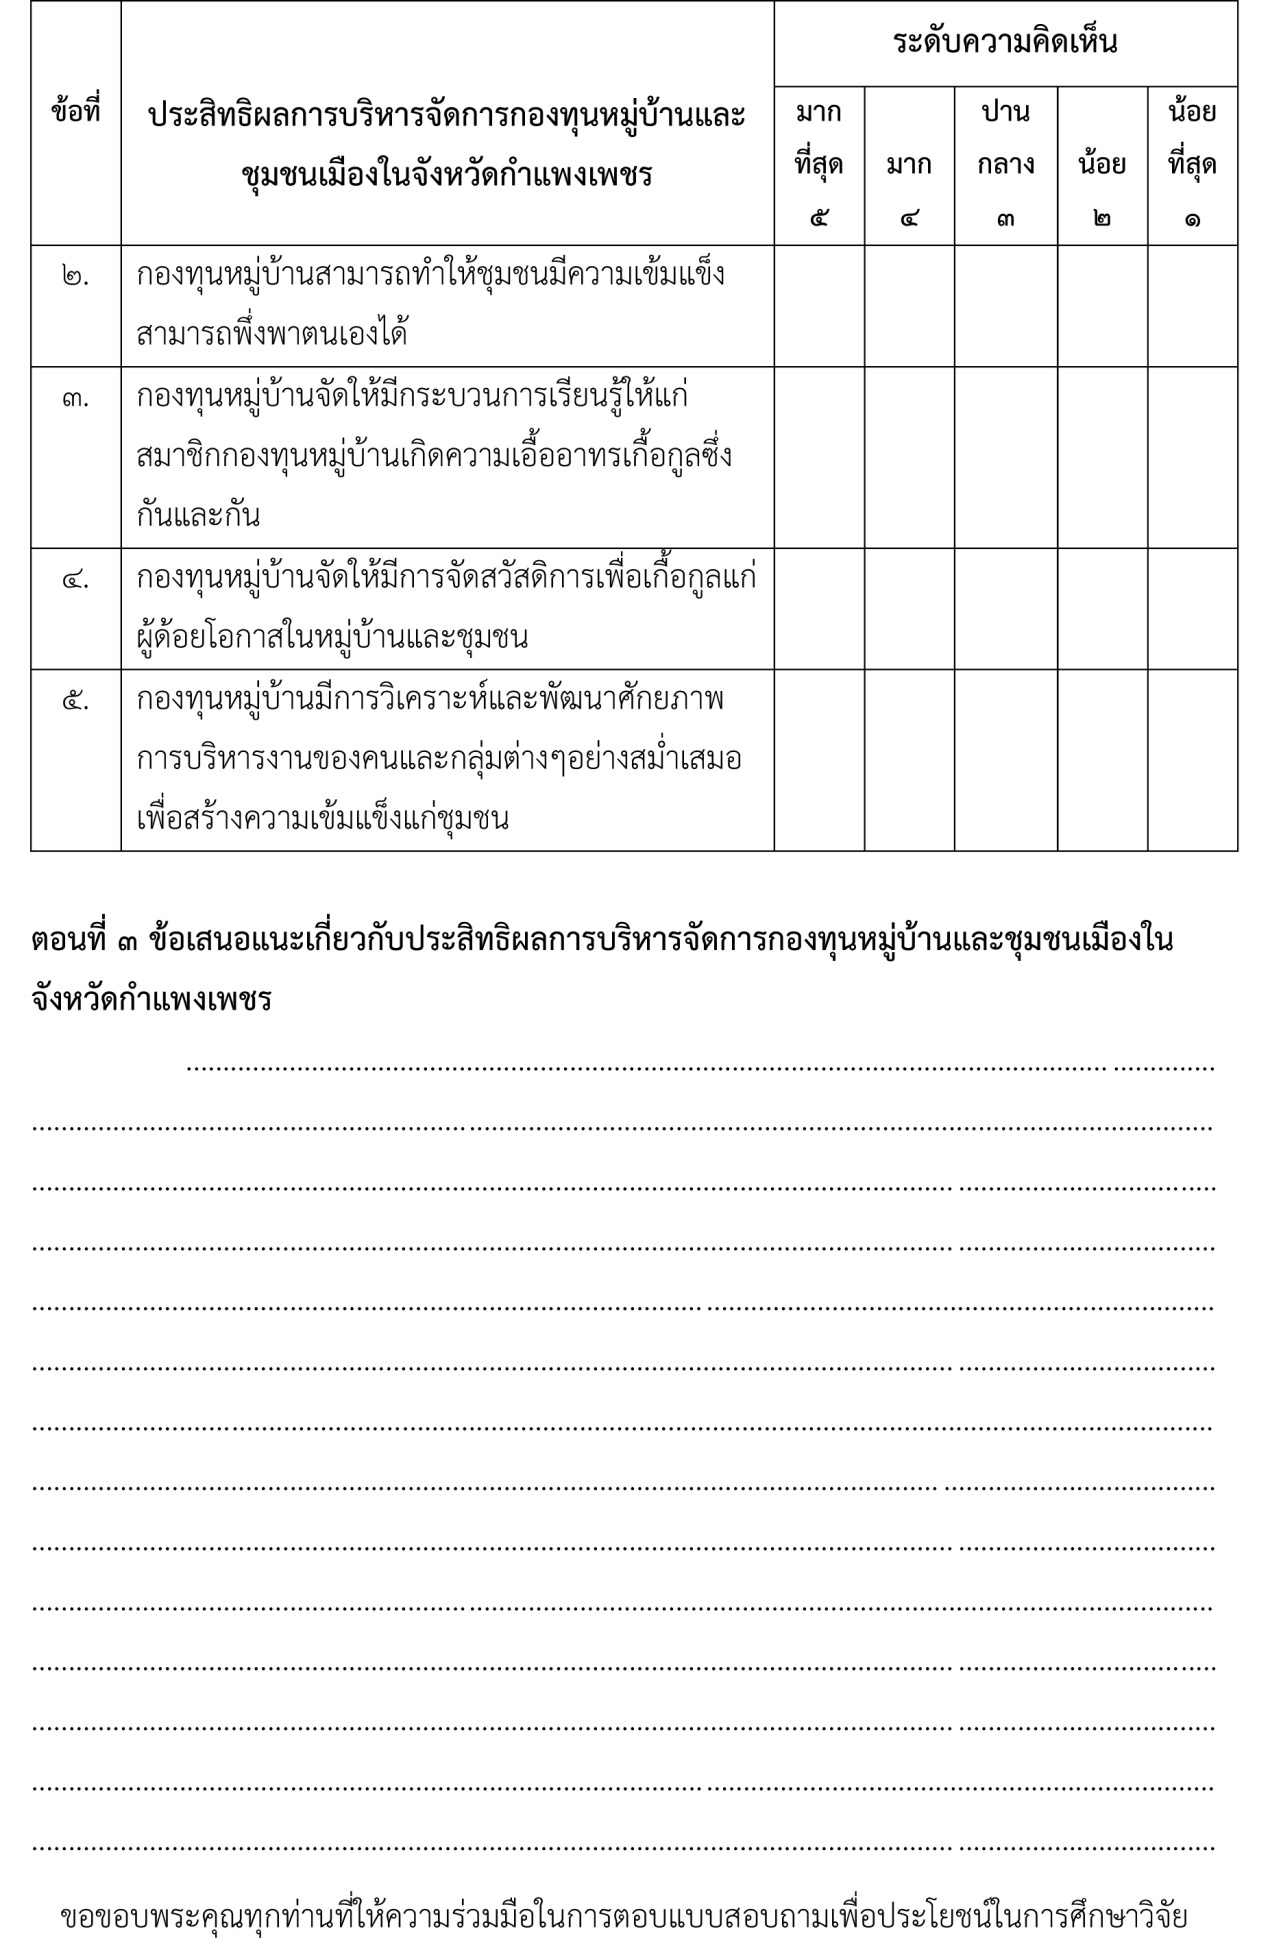 ข้อที่
ประสิทธิผลการบริหารจัดการกองทุนหมู่บ้านและ
ชุมชนเมืองในจังหวัดกำแพงเพชร
ระดับความคิดเห็น
มาก
ที่สุด
๕
มาก
๔
ปาน
กลาง
๓
น้อย
๒
น้อย
ที่สุด
๑
๒.
กองทุนหมู่บ้านสามารถทำให้ชุมชนมีความเข้มแข็ง
สามารถพึ่งพาตนเองได้
๓.
กองทุนหมู่บ้านจัดให้มีกระบวนการเรียนรู้ให้แก่
สมาชิกกองทุนหมู่บ้านเกิดความเอื้ออาทรเกื้อกูลซึ่ง
กันและกัน
๔.
กองทุนหมู่บ้านจัดให้มีการจัดสวัสดิการเพื่อเกื้อกูลแก่
ผู้ด้อยโอกาสในหมู่บ้านและชุมชน
๕.
กองทุนหมู่บ้านมีการวิเคราะห์และพัฒนาศักยภาพ
การบริหารงานของคนและกลุ่มต่างๆอย่างสม่ำเสมอ
เพื่อสร้างความเข้มแข็งแก่ชุมชน
ตอนที่ ๓ ข้อเสนอแนะเกี่ยวกับประสิทธิผลการบริหารจัดการกองทุนหมู่บ้านและชุมชนเมืองใน
จังหวัดกำแพงเพชร
ขอขอบพระคุณทุกท่านที่ให้ความร่วมมือในการตอบแบบสอบถามเพื่อประโยชน์ในการศึกษาวิจัย